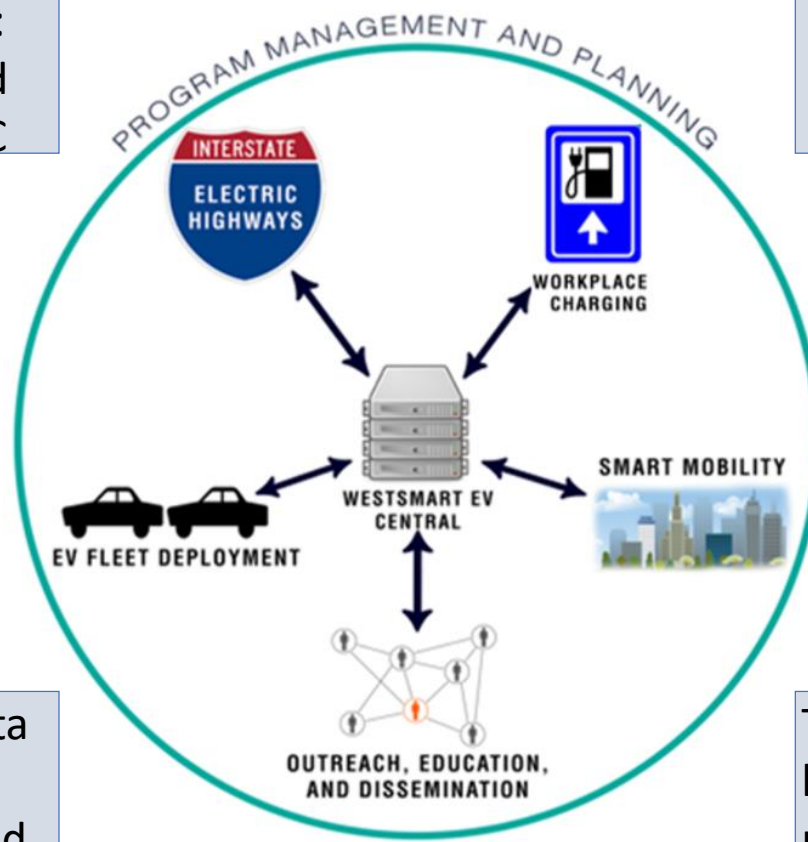 PROGRAM MANAGEMENT AND PLANNING
INTERSTATE
ELECTRIC
HIGHWAYS
WORKPLACE
CHARGING
WESTSMART EV
CENTRAL
SMART MOBILITY
EV FLEET DEPLOYMENT
OUTREACH, EDUCATION,
AND DISSEMINATION